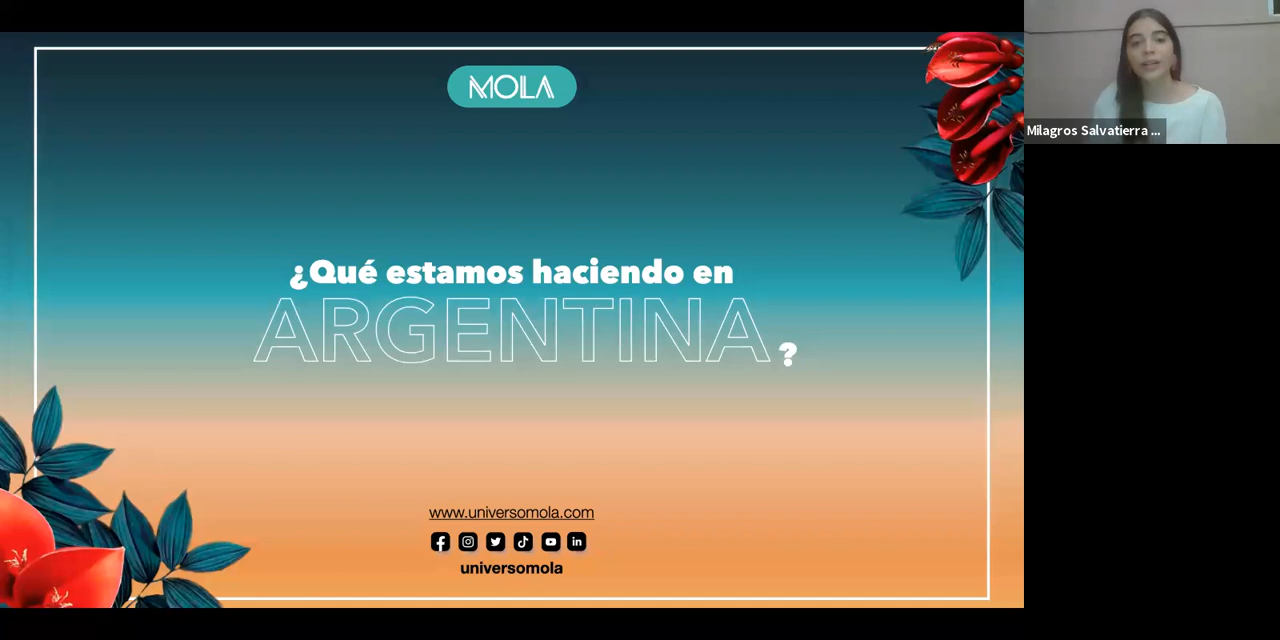 MOLA
¿Qué estamos haciendo en
ARGENTINA?
www.universomola.com
universomola
Milagros Salvatierra ...